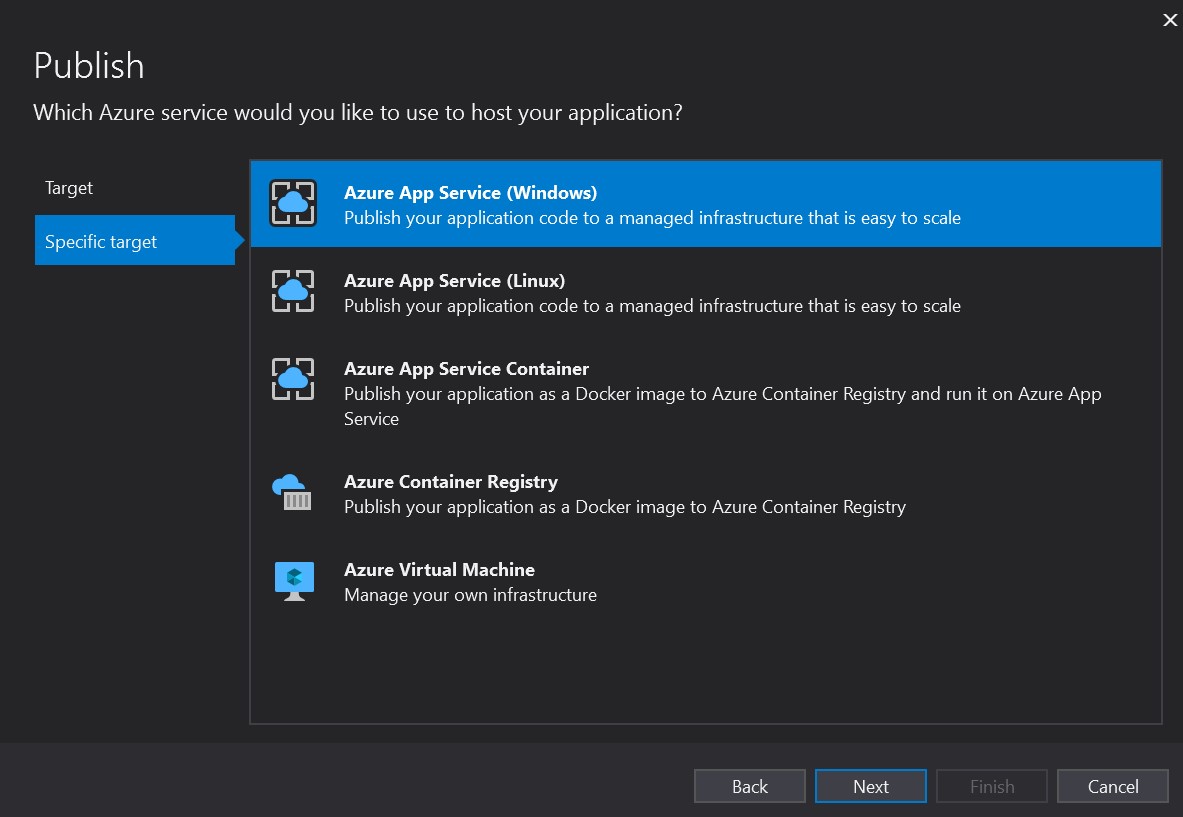 Publish
Which Azure service would you like to use to host your application?
Target
Specific target
Azure App Service (Windows)
Publish your application code to a managed infrastructure that is easy to scale
Azure App Service (Linux)
Publish your application code to a managed infrastructure that is easy to scale
Azure App Service Container
Publish your application as a Docker image to Azure Container Registry and run it on Azure App
Service
Azure Container Registry
Publish your application as a Docker image to Azure Container Registry
Azure Virtual Machine
Manage your own infrastructure
Back
Next
Finish
Cancel